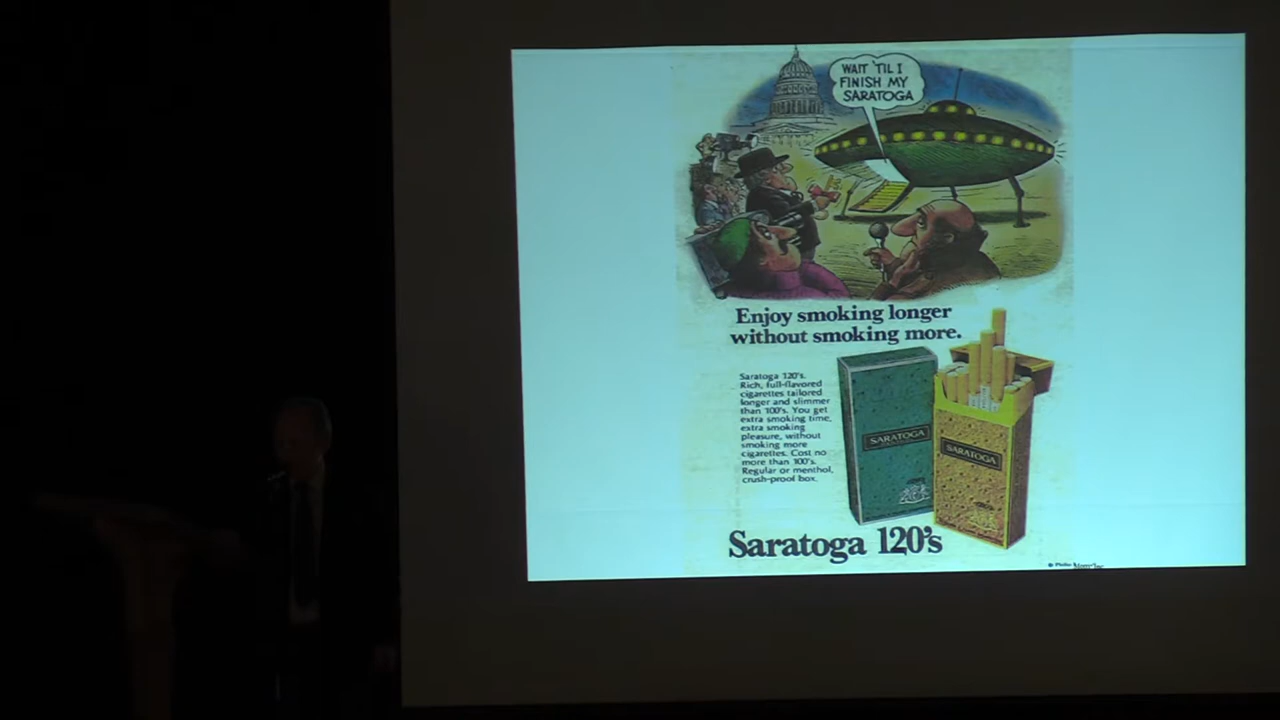 WAIT 'TIL I
FINISH MY
SARATOGA
Enjoy smoking longer
without smoking more.
Saratoga 120's.
Rich, full-flavored
cigarettes tailored
longer and slimmer
than 100's. You get
extra smoking time,
extra smoking
pleasure, without
smoking more
cigarettes. Cost no
more than 100's.
Regular or menthol,
crush-proof box.
SARATOGA
SARATOGA
Saratoga 120's